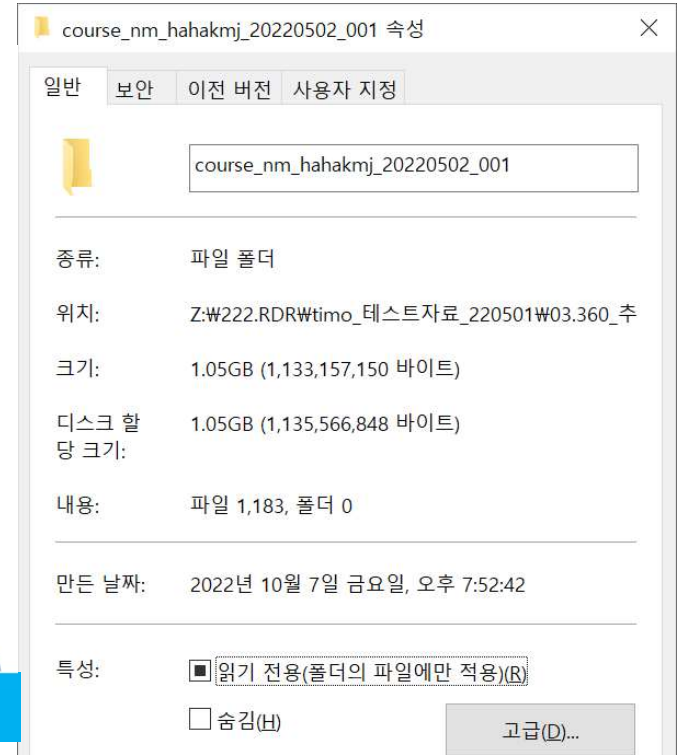 course_nm_hahakmj_20220502_001 속성
일반 보안 이전 버전 사용자 지정
course_nm_hahakmj_20220502_001
종류: 파일 폴더
위치: Z:₩222.RDR₩timo_테스트자료_220501₩03.360_추
크기: 1.05GB (1,133,157,150 바이트)
디스크 할 1.05GB (1,135,566,848 바이트)
당 크기:
내용: 파일 1,183, 폴더 0
만든 날짜: 2022년 10월 7일 금요일, 오후 7:52:42
특성: 읽기 전용(폴더의 파일에만 적용)(R)
숨김(H) 고급(D)...